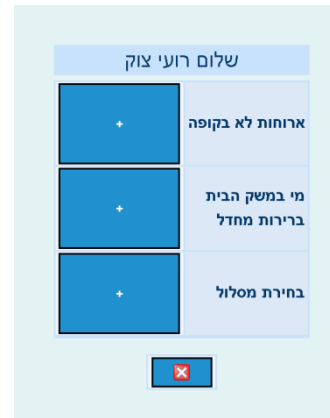 שלום רועי צוק
ארוחות לא בקופה
+
מי במשק הבית
ברירות מחדל
+
בחירת מסלול
+